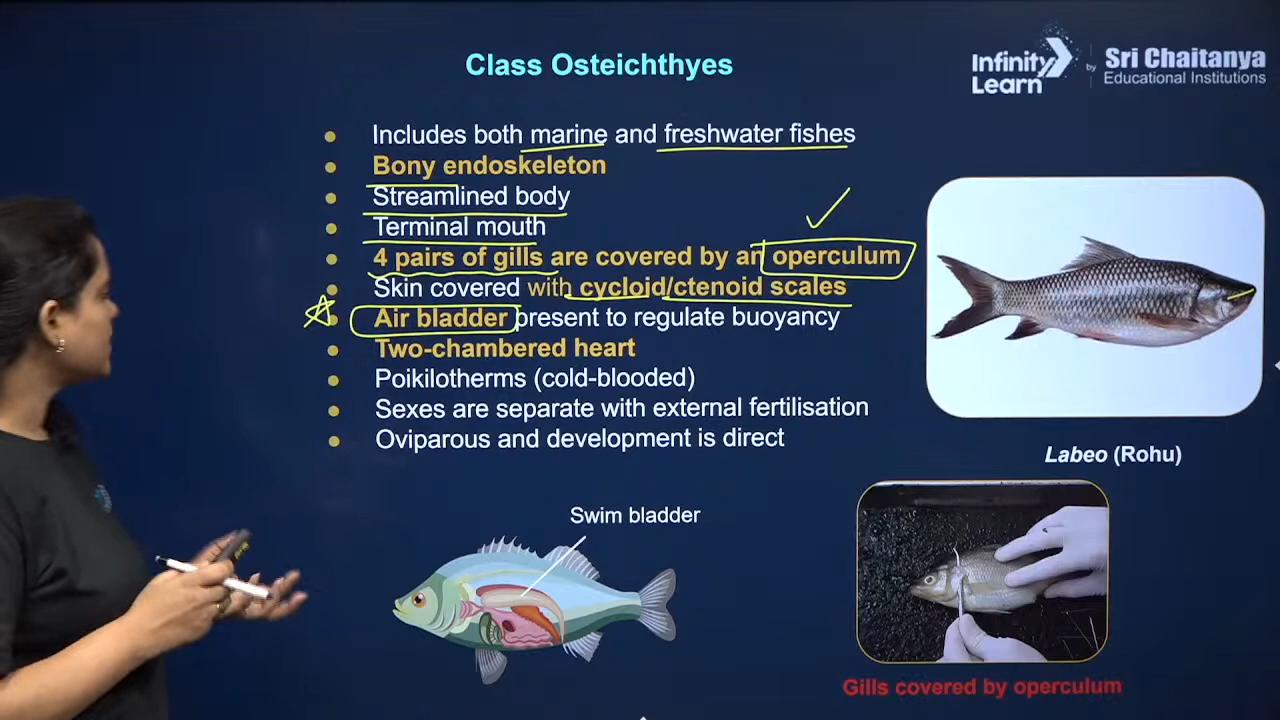 Class Osteichthyes
Infinity Learn by Sri Chaitanya Educational Institutions
● Includes both marine and freshwater fishes
● Bony endoskeleton
● Streamlined body
● Terminal mouth
● 4 pairs of gills are covered by an operculum
● Skin covered with cycloid/ctenoid scales
● Air bladder present to regulate buoyancy
● Two-chambered heart
● Poikilotherms (cold-blooded)
● Sexes are separate with external fertilisation
● Oviparous and development is direct
Labeo (Rohu)
Swim bladder
Gills covered by operculum